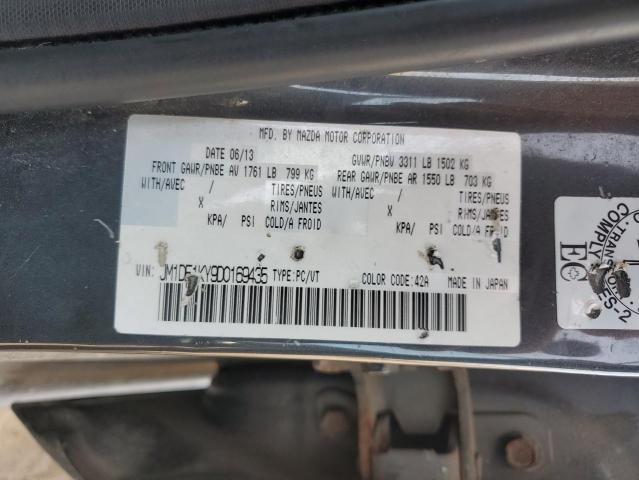 MFD. BY MAZDA MOTOR CORPORATION
DATE 06/13 GVWR/PNBV 3311 LB 1502 KG
FRONT GAWR/PNBE AV 1761 LB 799 KG REAR GAWR/PNBE AR 1550 LB 703 KG
WITH/AVEC / TIRES/PNEUS WITH/AVEC / TIRES/PNEUS
X RIMS/JANTES X RIMS/JANTES
KPA/ PSI COLD/A FROID KPA/ PSI COLD/A FROID
VIN: TYPE:PC/VT COLOR CODE:42A MADE IN JAPAN
COMPLY
EC